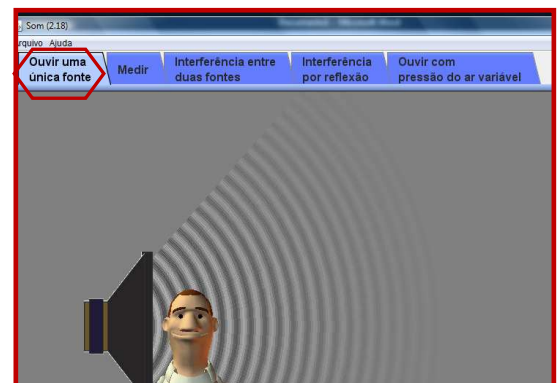 Som (2.18)
Arquivo Ajuda
Ouvir uma
única fonte
Medir
Interferência entre
duas fontes
Interferência
por reflexão
Ouvir com
pressão do ar variável